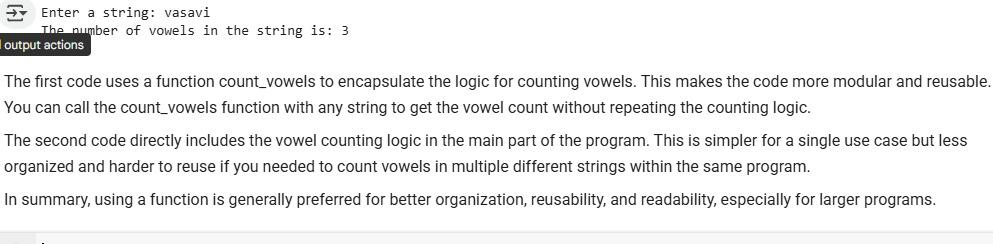 Enter a string: vasavi
The number of vowels in the string is: 3
output actions
The first code uses a function count_vowels to encapsulate the logic for counting vowels. This makes the code more modular and reusable.
You can call the count_vowels function with any string to get the vowel count without repeating the counting logic.
The second code directly includes the vowel counting logic in the main part of the program. This is simpler for a single use case but less
organized and harder to reuse if you needed to count vowels in multiple different strings within the same program.
In summary, using a function is generally preferred for better organization, reusability, and readability, especially for larger programs.